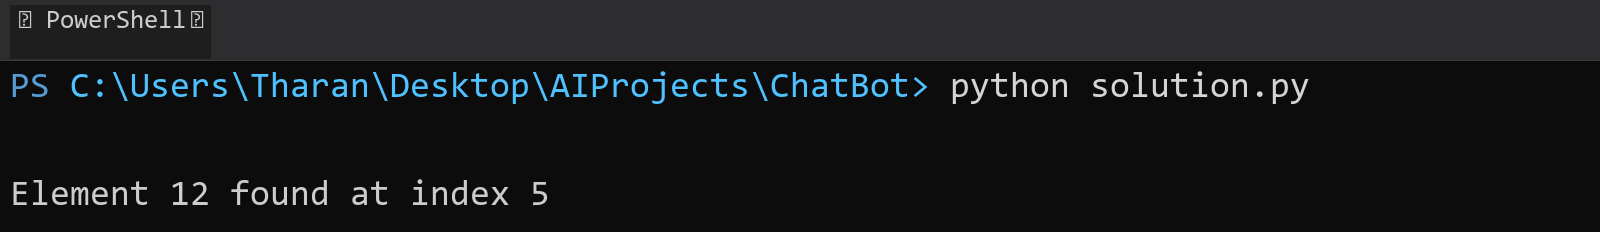 PowerShell
PS C:\Users\Tharan\Desktop\AIProjects\ChatBot> python solution.py
Element 12 found at index 5